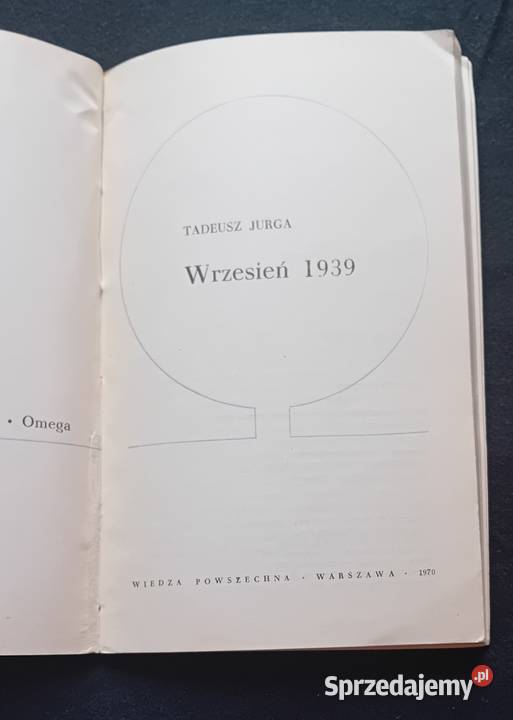 TADEUSZ JURGA
Wrzesień 1939
• Omega
WIEDZA POWSZECHNA • WARSZAWA • 1970
Sprzedajemy.pl